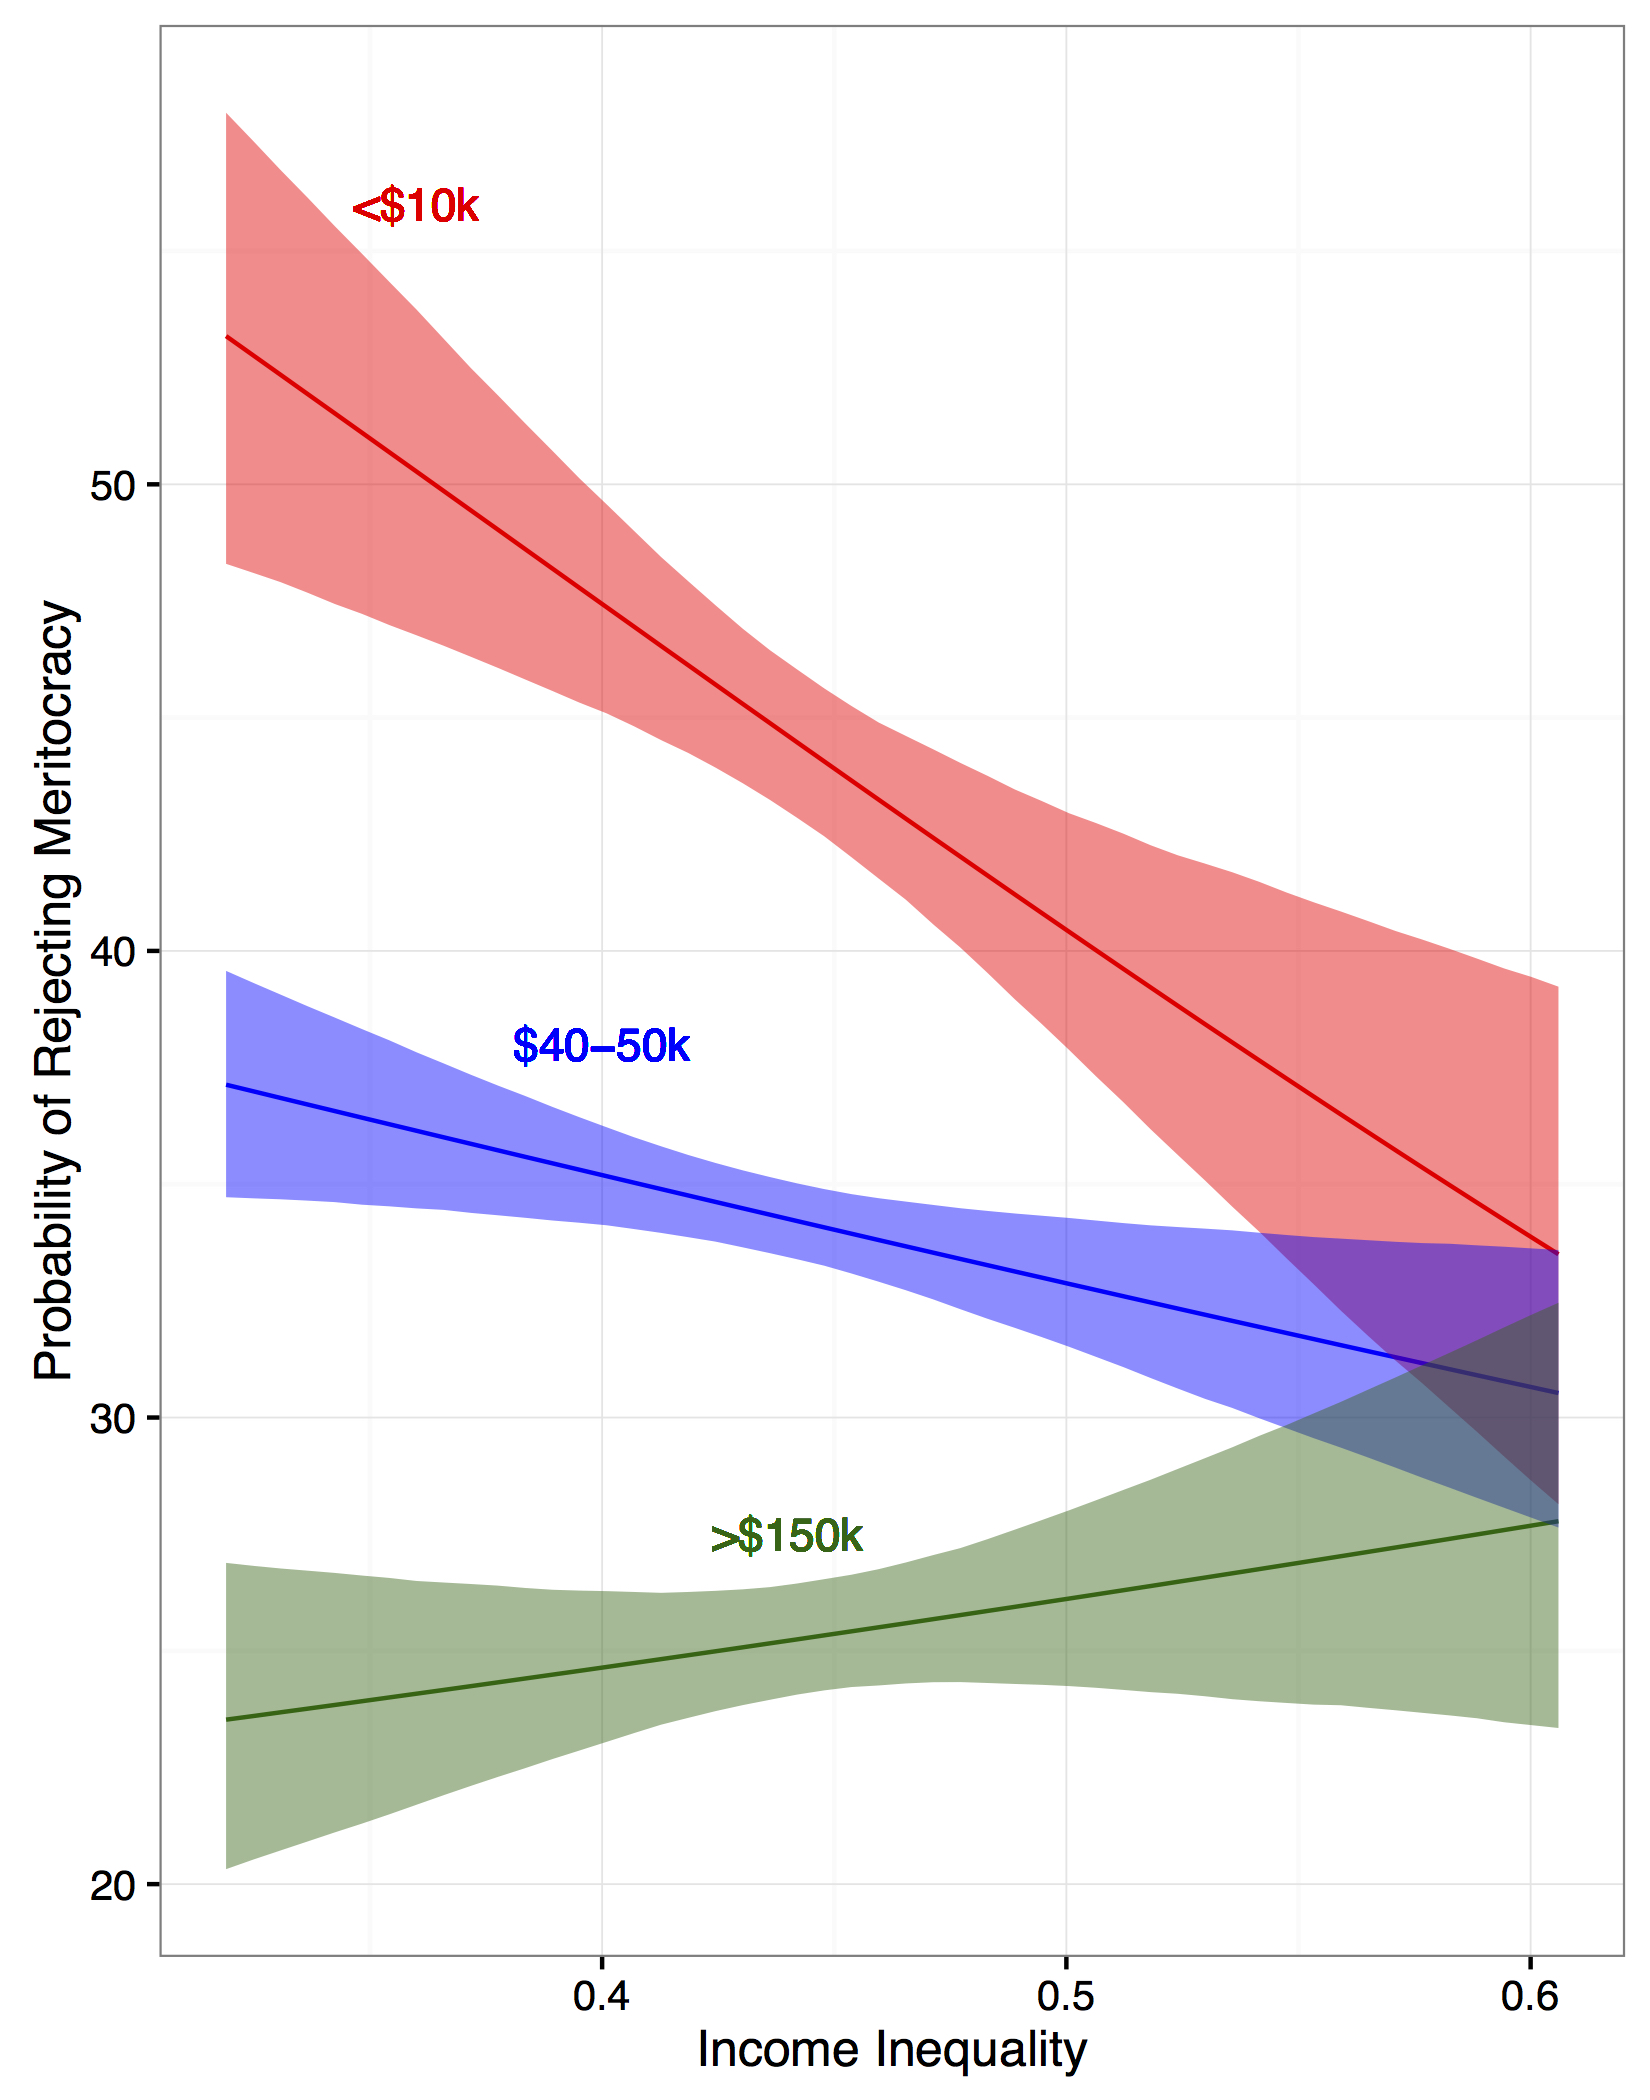 Probability of Rejecting Meritocracy
50
40
30
20
<$10k
$40–50k
>$150k
0.4
0.5
0.6
Income Inequality